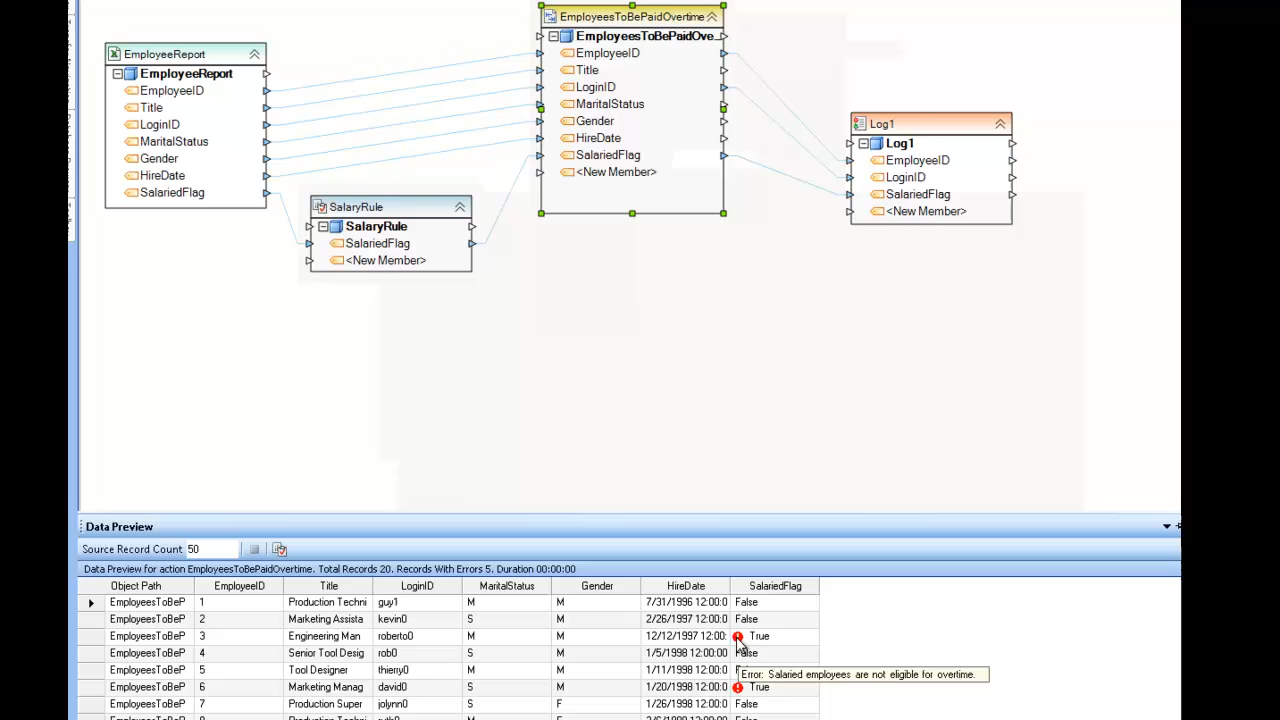 EmployeeReport
EmployeeReport
EmployeeID
Title
LoginID
MaritalStatus
Gender
HireDate
SalariedFlag
SalaryRule
SalaryRule
SalariedFlag
<New Member>
EmployeesToBePaidOvertime
EmployeesToBePaidOve...
EmployeeID
Title
LoginID
MaritalStatus
Gender
HireDate
SalariedFlag
<New Member>
Log1
Log1
EmployeeID
LoginID
SalariedFlag
<New Member>
Data Preview
Source Record Count 50
Data Preview for action EmployeesToBePaidOvertime. Total Records 20. Records With Errors 5. Duration 00:00:00
Object Path EmployeeID Title LoginID MaritalStatus Gender HireDate SalariedFlag
EmployeesToBeP 1 Production Techni guy1 M M 7/31/1996 12:00:0 False
EmployeesToBeP 2 Marketing Assista kevin0 S M 2/26/1997 12:00:0 False
EmployeesToBeP 3 Engineering Man roberto0 M M 12/12/1997 12:00: True
EmployeesToBeP 4 Senior Tool Desig rob0 S M 1/5/1998 12:00:0 False
EmployeesToBeP 5 Tool Designer thierry0 M M 1/11/1998 12:00:0
Error: Salaried employees are not eligible for overtime.
EmployeesToBeP 6 Marketing Manag david0 S M 1/20/1998 12:00:0 True
EmployeesToBeP 7 Production Super jolynn0 S F 1/26/1998 12:00:0 False